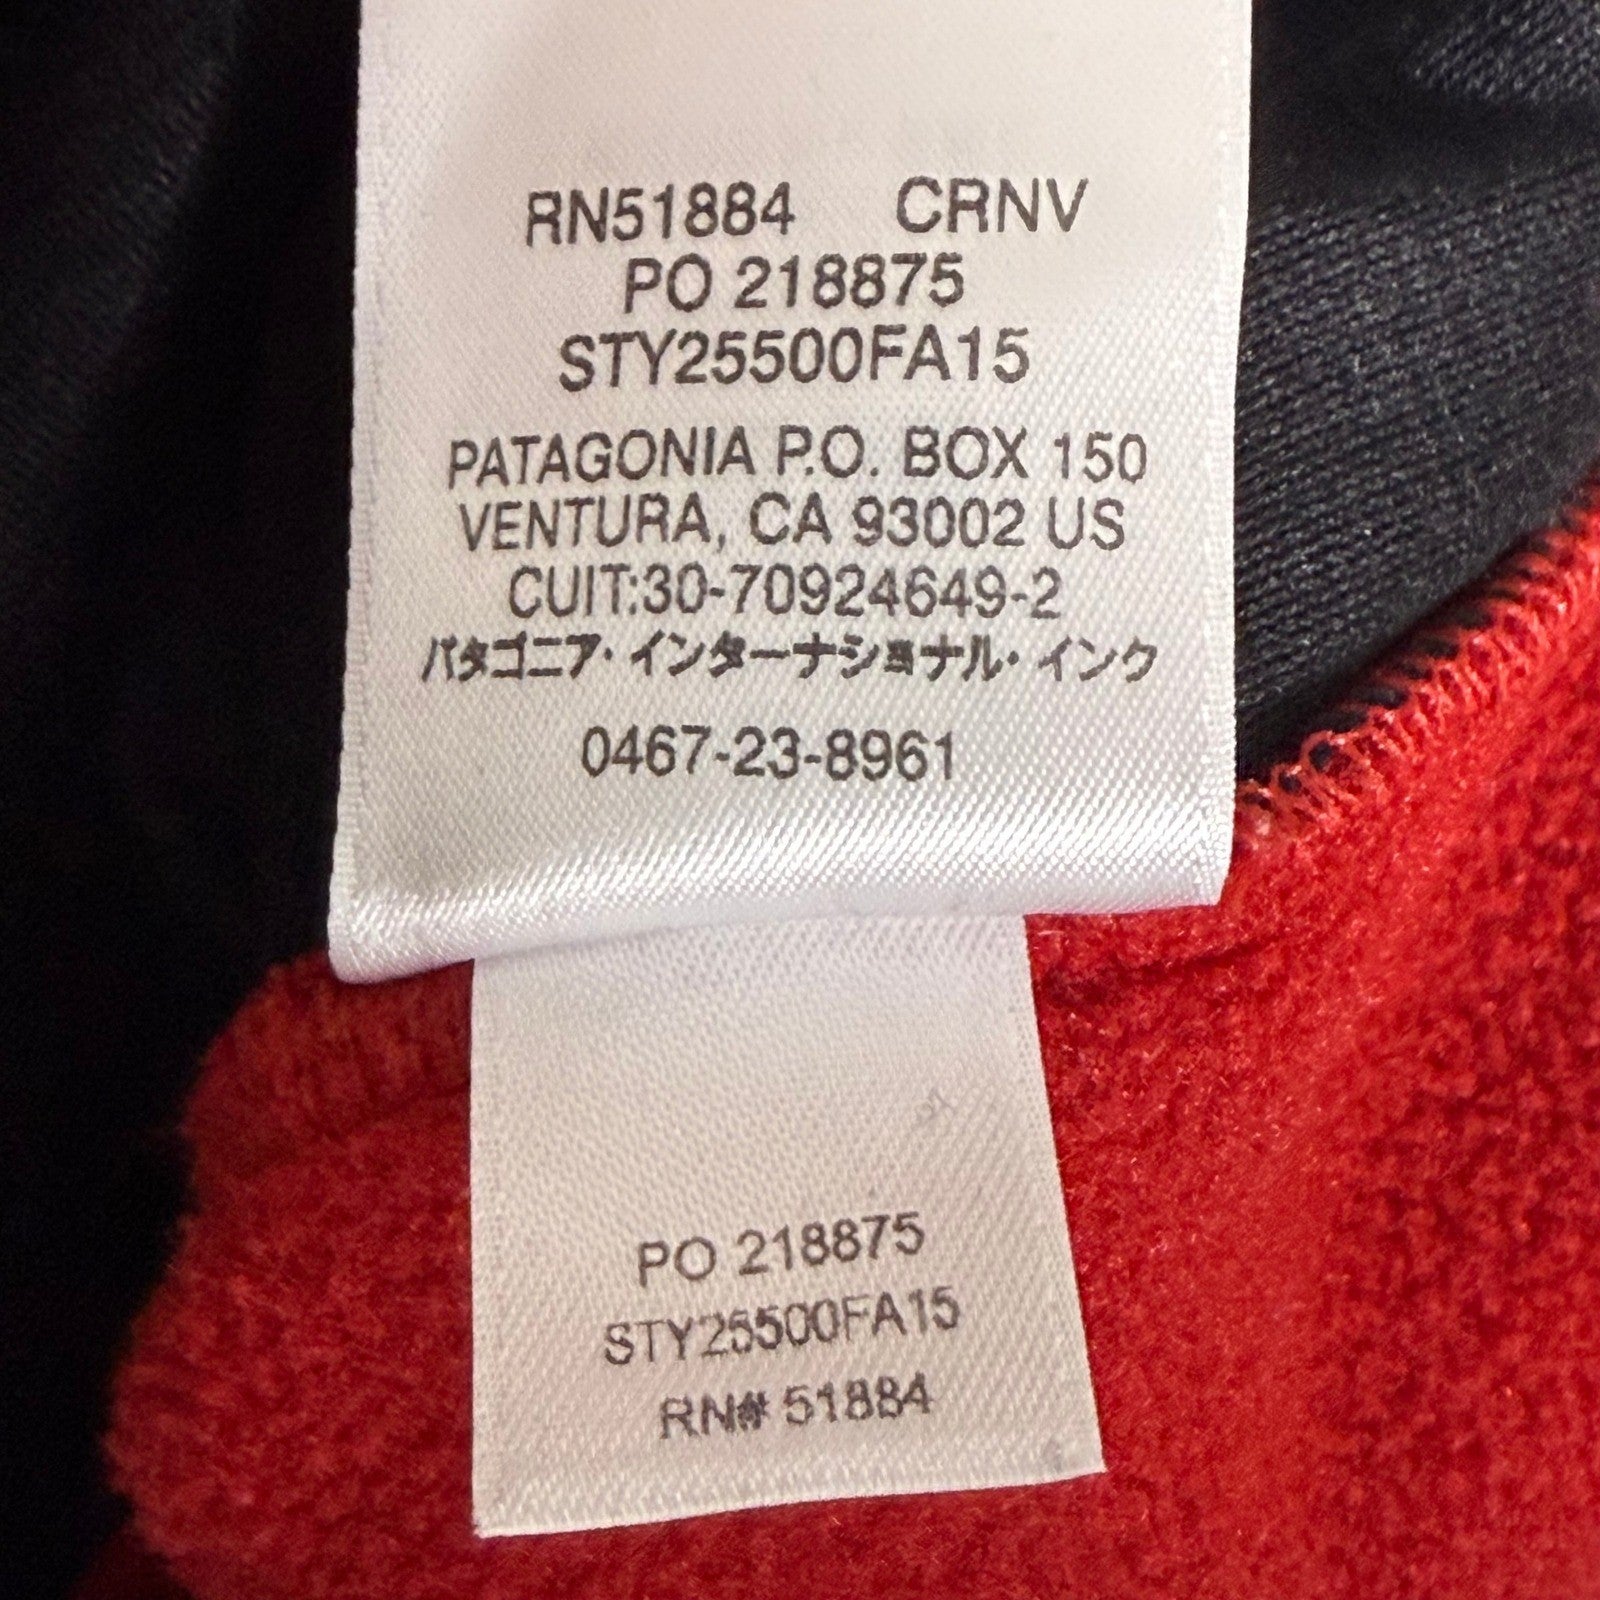 RN51884 CRNV
PO 218875
STY25500FA15
PATAGONIA P.O. BOX 150
VENTURA, CA 93002 US
CUIT:30-70924649-2
パタゴニア・インターナショナル・インク
0467-23-8961
PO 218875
STY25500FA15
RN# 51884